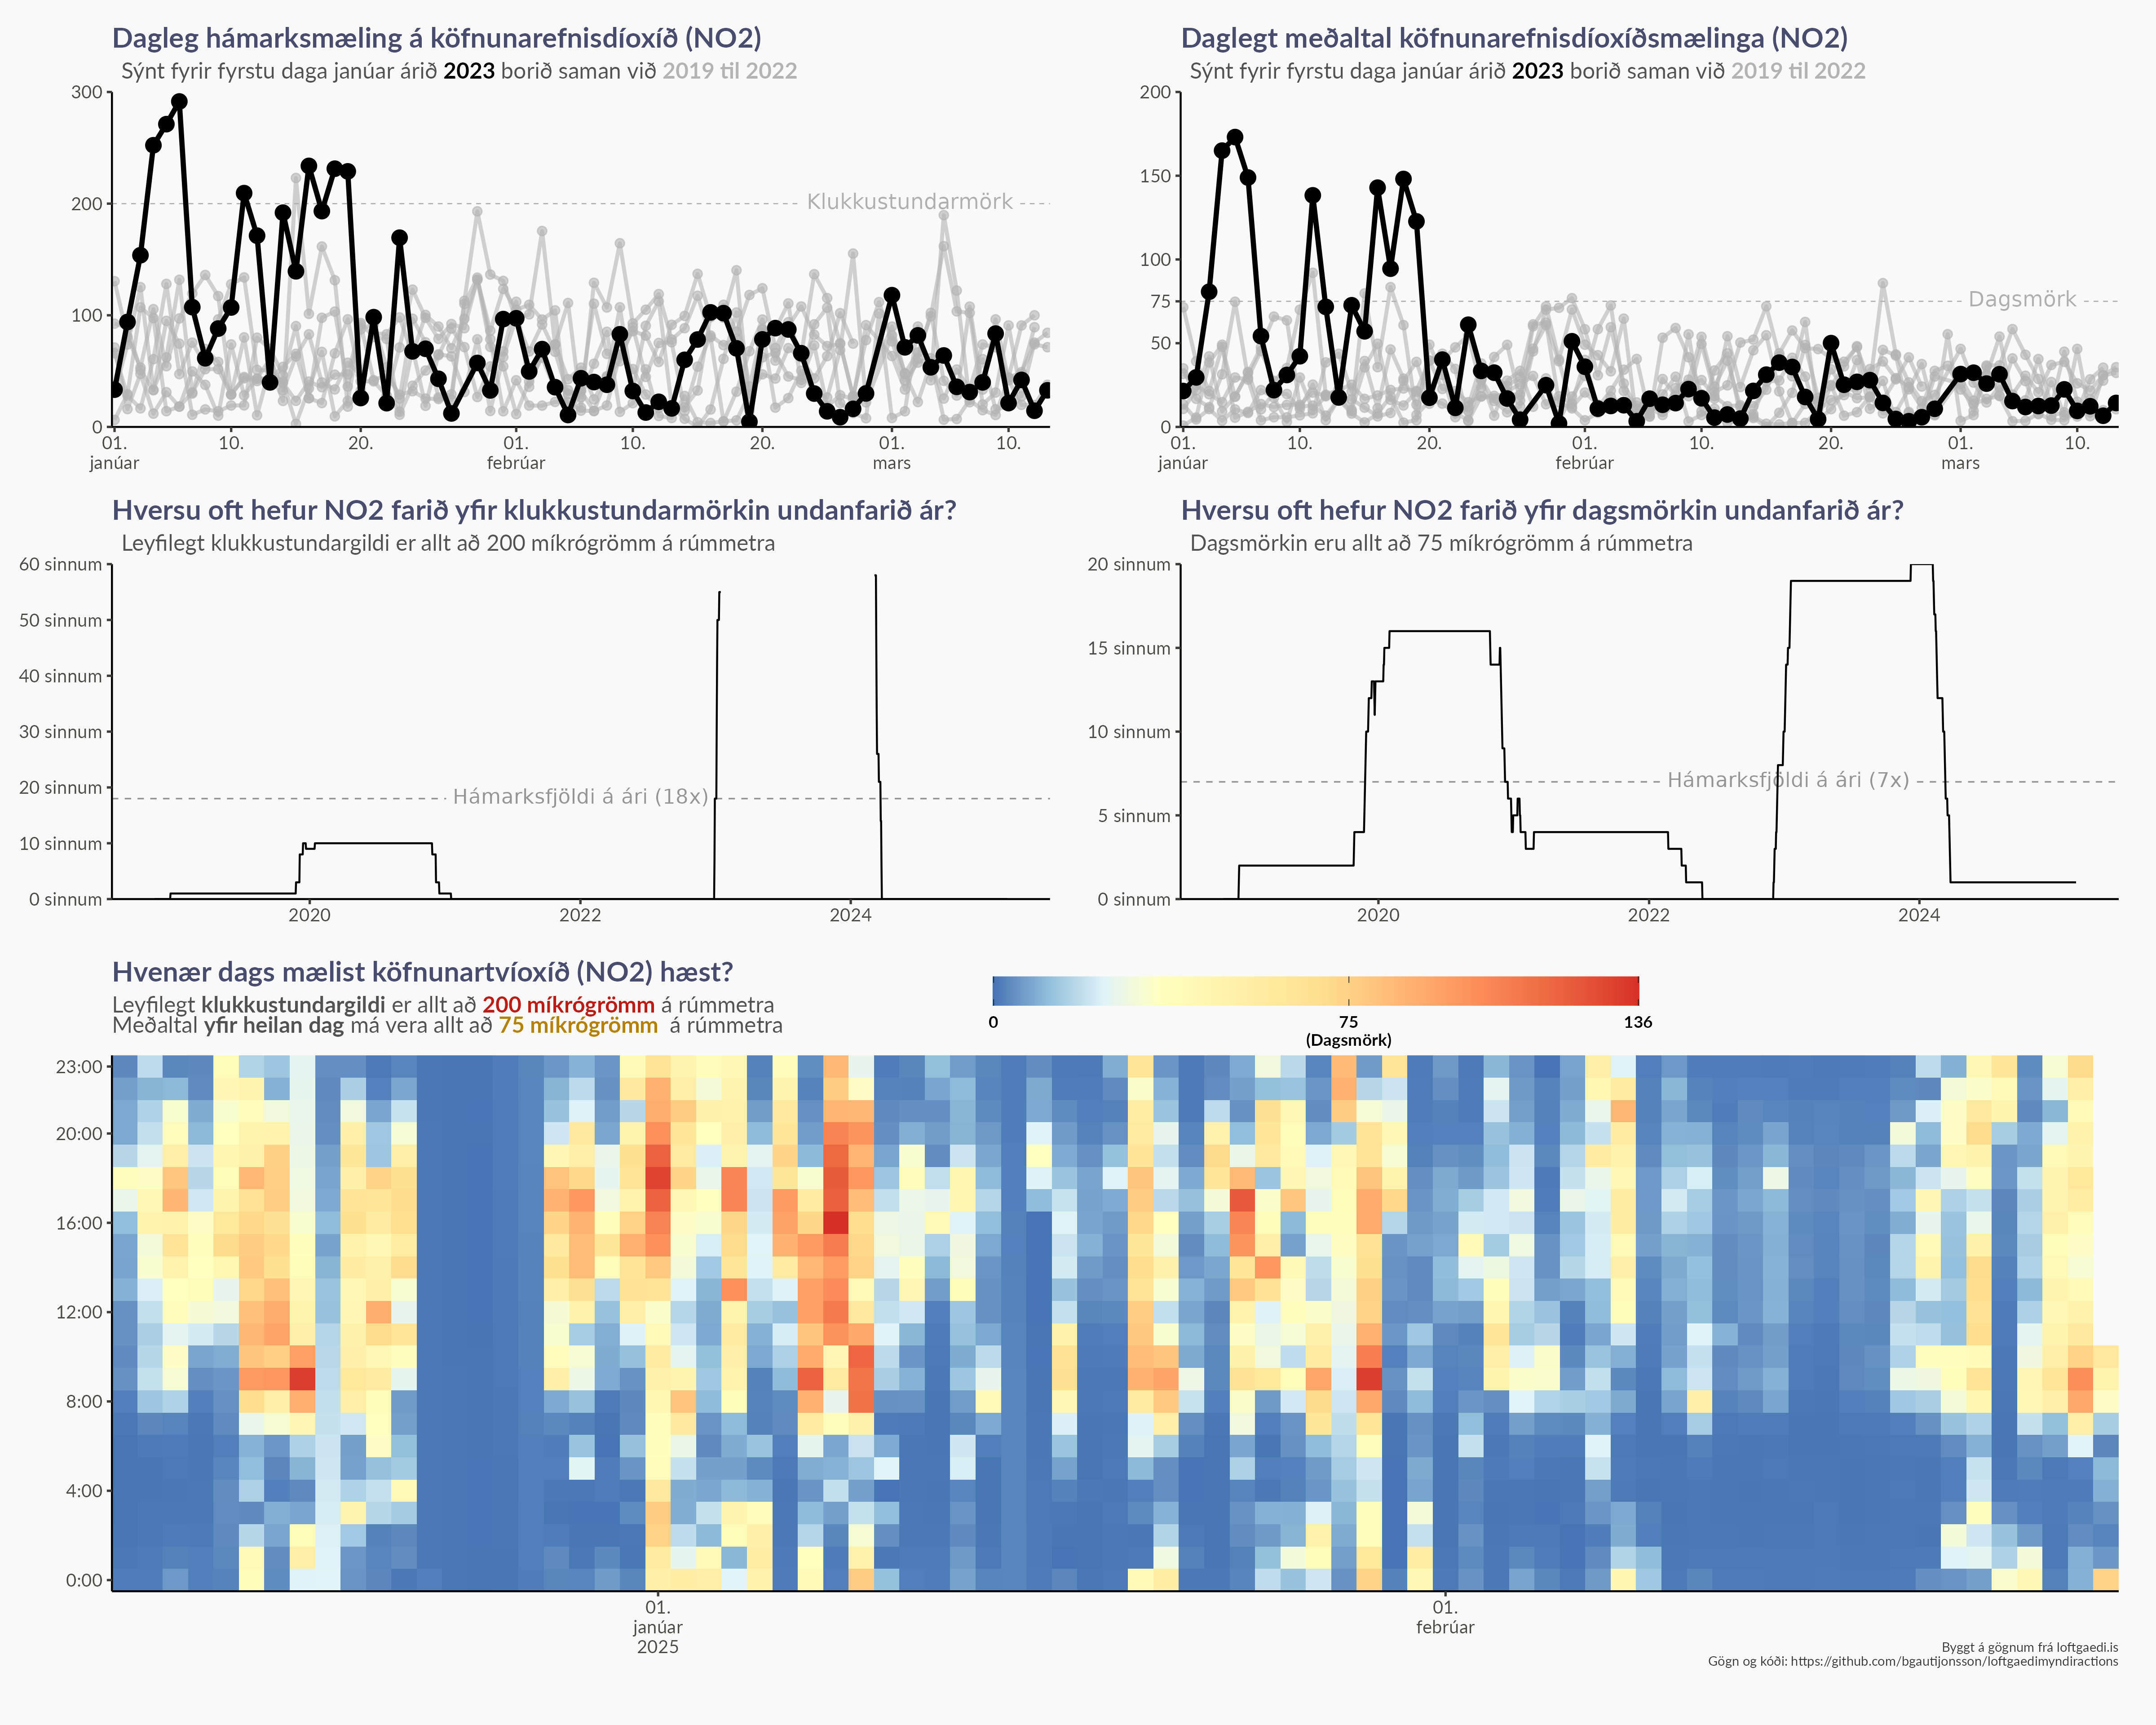 Dagleg hámarksmæling á köfnunarefnisdíoxíð (NO2)
Sýnt fyrir fyrstu daga janúar árið 2023 borið saman við 2019 til 2022
300
200
100
0
Klukkustundarmörk
01. 10. 20. 01. 10. 20. 01. 10.
janúar febrúar mars
Daglegt meðaltal köfnunarefnisdíoxíðsmælinga (NO2)
Sýnt fyrir fyrstu daga janúar árið 2023 borið saman við 2019 til 2022
200
150
100
75
50
0
Dagsmörk
01. 10. 20. 01. 10. 20. 01. 10.
janúar febrúar mars
Hversu oft hefur NO2 farið yfir klukkustundarmörkin undanfarið ár?
Leyfilegt klukkustundargildi er allt að 200 míkrógrömm á rúmmetra
60 sinnum
50 sinnum
40 sinnum
30 sinnum
20 sinnum
10 sinnum
0 sinnum
Hámarksfjöldi á ári (18x)
2020 2022 2024
Hversu oft hefur NO2 farið yfir dagsmörkin undanfarið ár?
Dagsmörkin eru allt að 75 míkrógrömm á rúmmetra
20 sinnum
15 sinnum
10 sinnum
5 sinnum
0 sinnum
Hámarksfjöldi á ári (7x)
2020 2022 2024
Hvenær dags mælist köfnunartvíoxíð (NO2) hæst?
Leyfilegt klukkustundargildi er allt að 200 míkrógrömm á rúmmetra
Meðaltal yfir heilan dag má vera allt að 75 míkrógrömm á rúmmetra
0 75 136
(Dagsmörk)
23:00
20:00
16:00
12:00
8:00
4:00
0:00
01. 01.
janúar febrúar
2025
Byggt á gögnum frá loftgaedi.is
Gögn og kóði: https://github.com/bgautijonsson/loftgaedimyndiractions